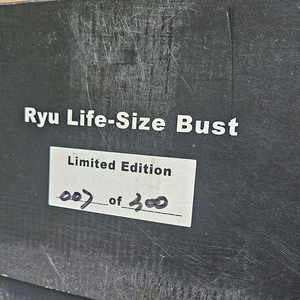 Ryu Life-Size Bust
Limited Edition
007 of 300